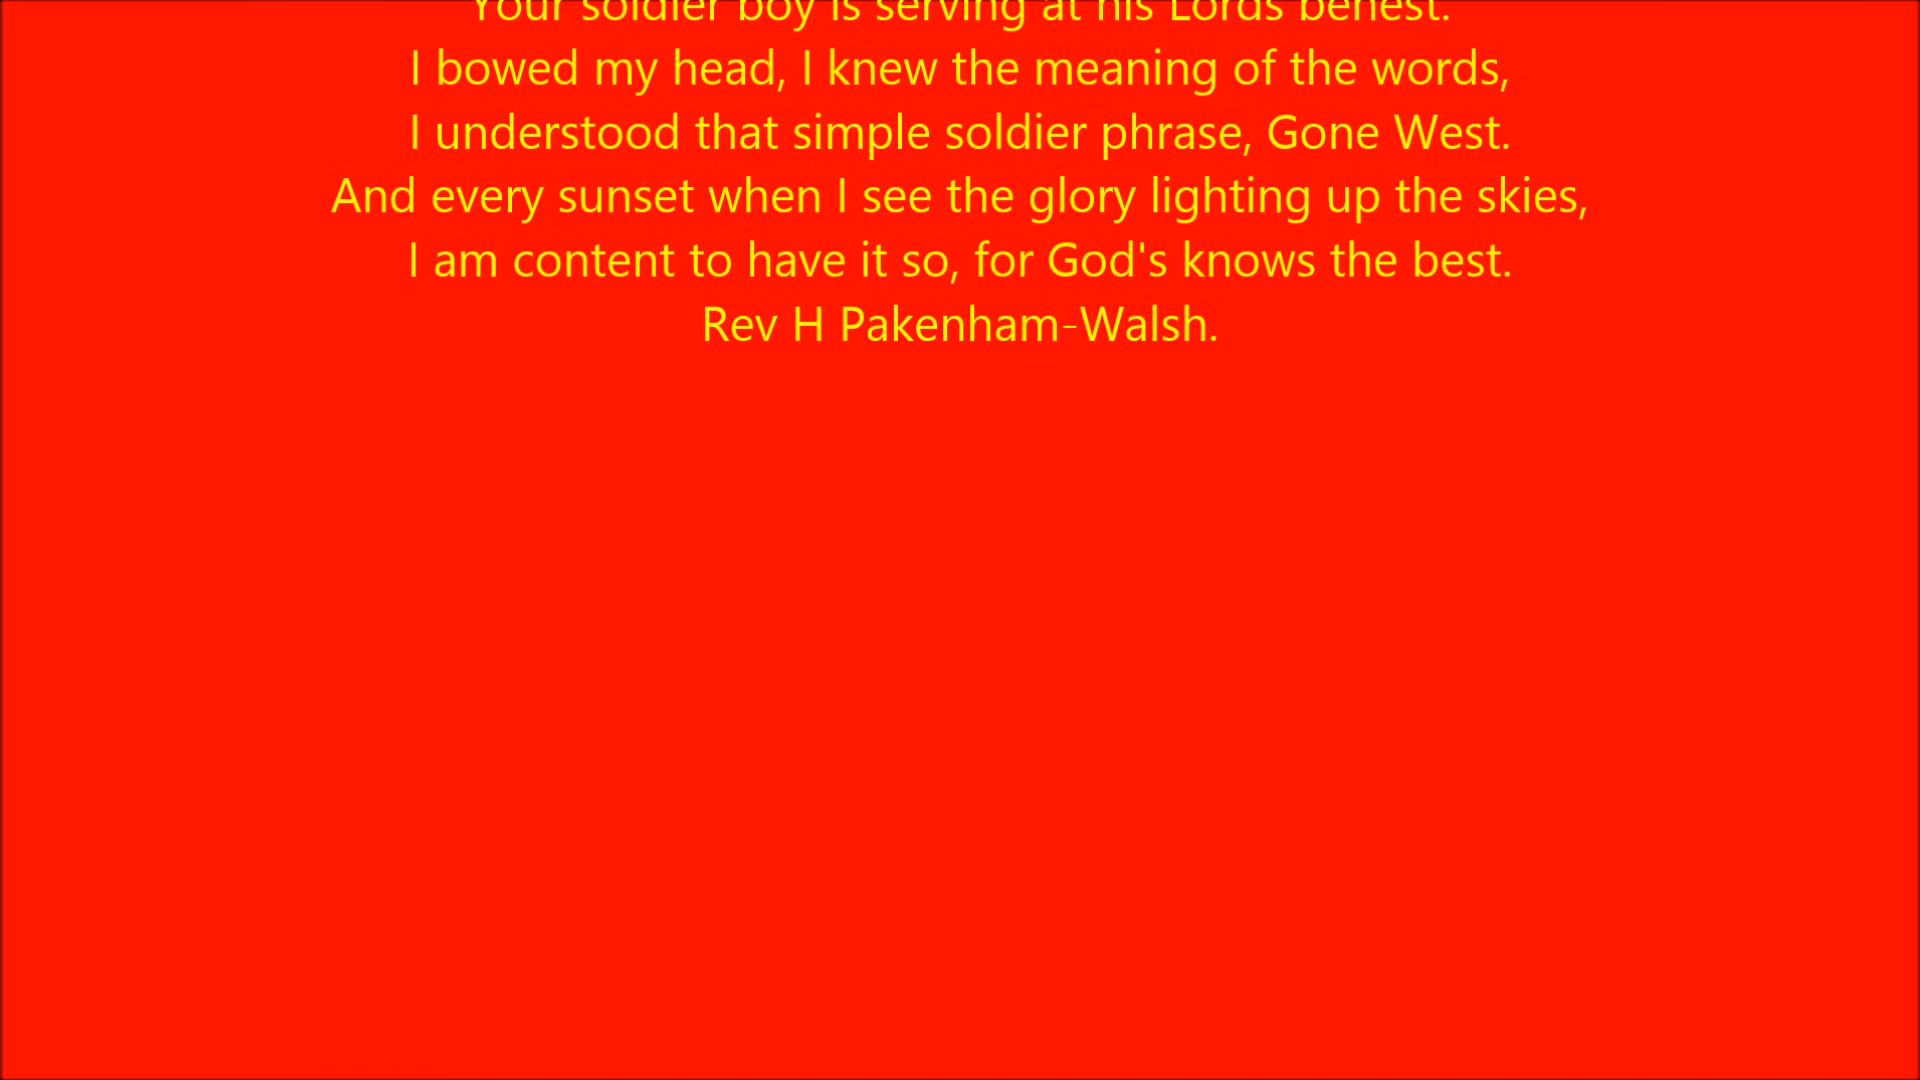 Your soldier boy is serving at his Lords behest.
I bowed my head, I knew the meaning of the words,
I understood that simple soldier phrase, Gone West.
And every sunset when I see the glory lighting up the skies,
I am content to have it so, for God's knows the best.
Rev H Pakenham-Walsh.